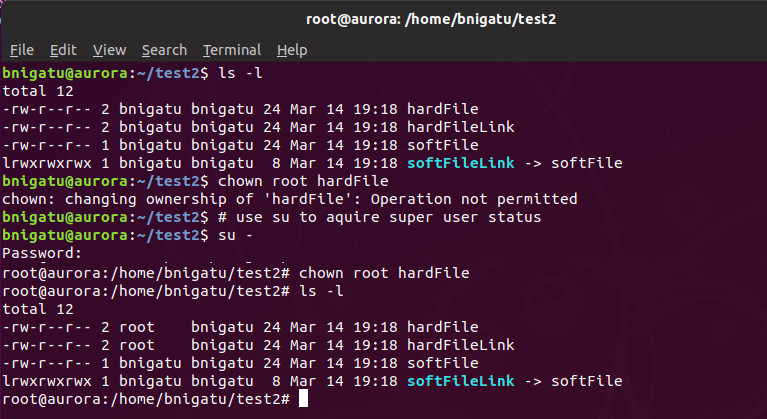 root@aurora: /home/bnigatu/test2
File Edit View Search Terminal Help
bnigatu@aurora:~/test2$ ls -l
total 12
-rw-r--r-- 2 bnigatu bnigatu 24 Mar 14 19:18 hardFile
-rw-r--r-- 2 bnigatu bnigatu 24 Mar 14 19:18 hardFileLink
-rw-r--r-- 1 bnigatu bnigatu 24 Mar 14 19:18 softFile
lrwxrwxrwx 1 bnigatu bnigatu  8 Mar 14 19:18 softFileLink -> softFile
bnigatu@aurora:~/test2$ chown root hardFile
chown: changing ownership of 'hardFile': Operation not permitted
bnigatu@aurora:~/test2$ # use su to aquire super user status
bnigatu@aurora:~/test2$ su -
Password:
root@aurora:/home/bnigatu/test2# chown root hardFile
root@aurora:/home/bnigatu/test2# ls -l
total 12
-rw-r--r-- 2 root    bnigatu 24 Mar 14 19:18 hardFile
-rw-r--r-- 2 root    bnigatu 24 Mar 14 19:18 hardFileLink
-rw-r--r-- 1 bnigatu bnigatu 24 Mar 14 19:18 softFile
lrwxrwxrwx 1 bnigatu bnigatu  8 Mar 14 19:18 softFileLink -> softFile
root@aurora:/home/bnigatu/test2#